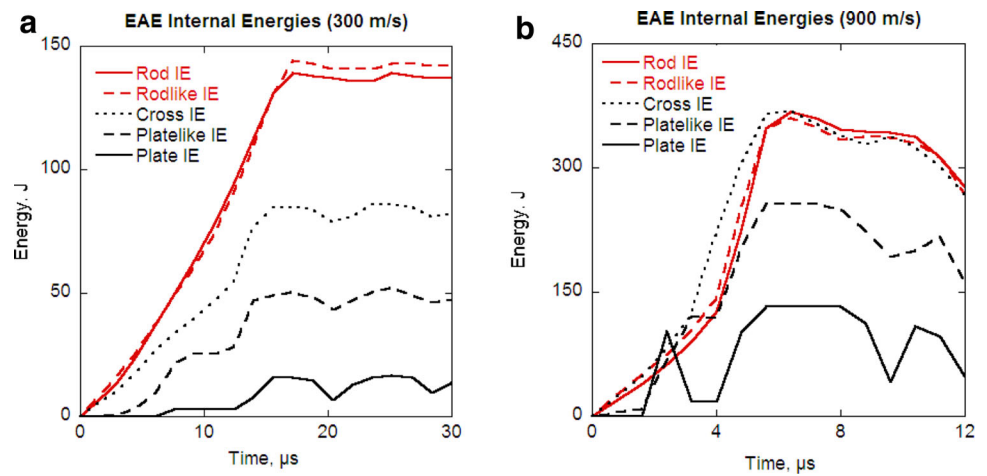 a
EAE Internal Energies (300 m/s)
150
100
50
0
Energy, J
Rod IE
Rodlike IE
Cross IE
Platelike IE
Plate IE
0 10 20 30
Time, μs
b
EAE Internal Energies (900 m/s)
450
300
150
0
Energy, J
Rod IE
Rodlike IE
Cross IE
Platelike IE
Plate IE
0 4 8 12
Time, μs